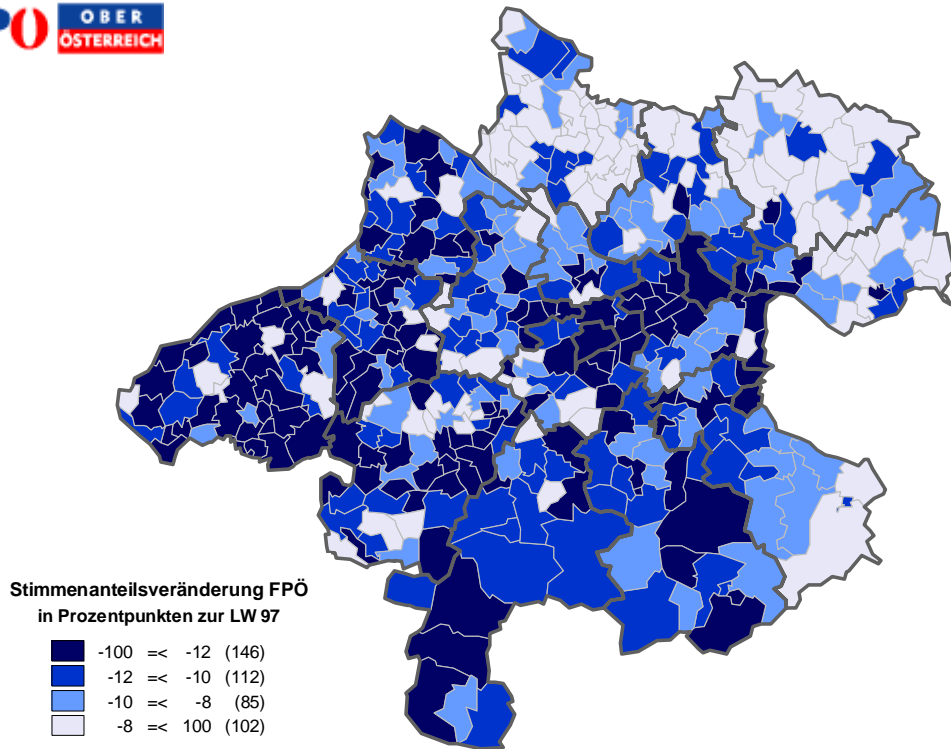 PÖ OBER
ÖSTERREICH
Stimmenanteilsveränderung FPÖ
in Prozentpunkten zur LW 97
-100 =< -12 (146)
-12 =< -10 (112)
-10 =< -8 (85)
-8 =< 100 (102)